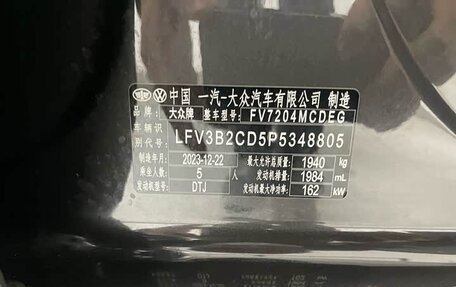 中国 一汽-大众汽车有限公司 制造
品牌: 大众牌 整车型号: FV7204MCDEG
车辆识别代号: LFV3B2CD5P5348805
制造年月: 2023-12-22 最大允许总质量: 1940 kg
乘坐人数: 5 人 发动机排量: 1984 mL
发动机型号: DTJ 发动机最大净功率: 162 kW